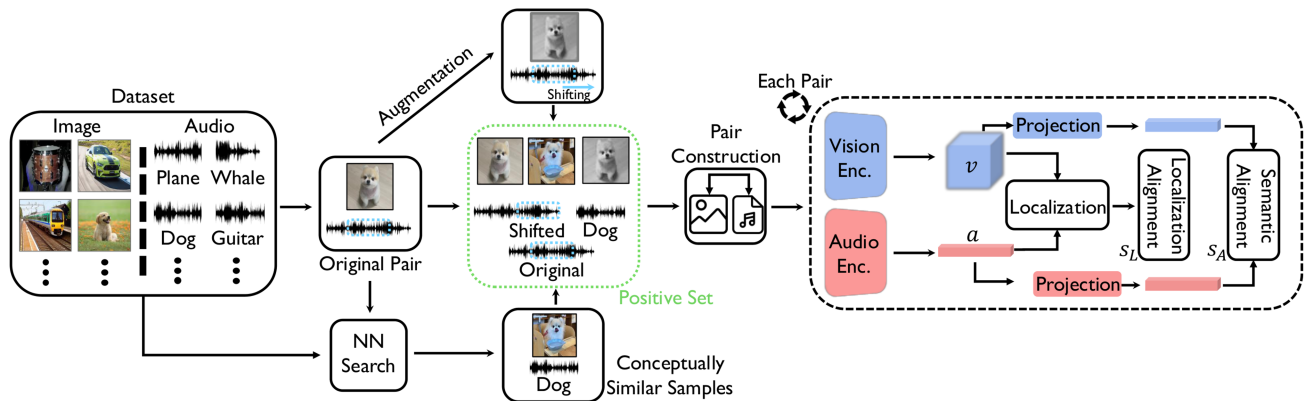 Dataset
Image
Audio
Plane
Whale
Dog
Guitar
Original Pair
Augmentation
Shifting
NN
Search
Shifted
Dog
Original
Positive Set
Dog
Conceptually
Similar Samples
Pair
Construction
Each Pair
Vision
Enc.
Audio
Enc.
v
a
Projection
Localization
Projection
Localization
Alignment
s_L
Semantic
Alignment
s_A